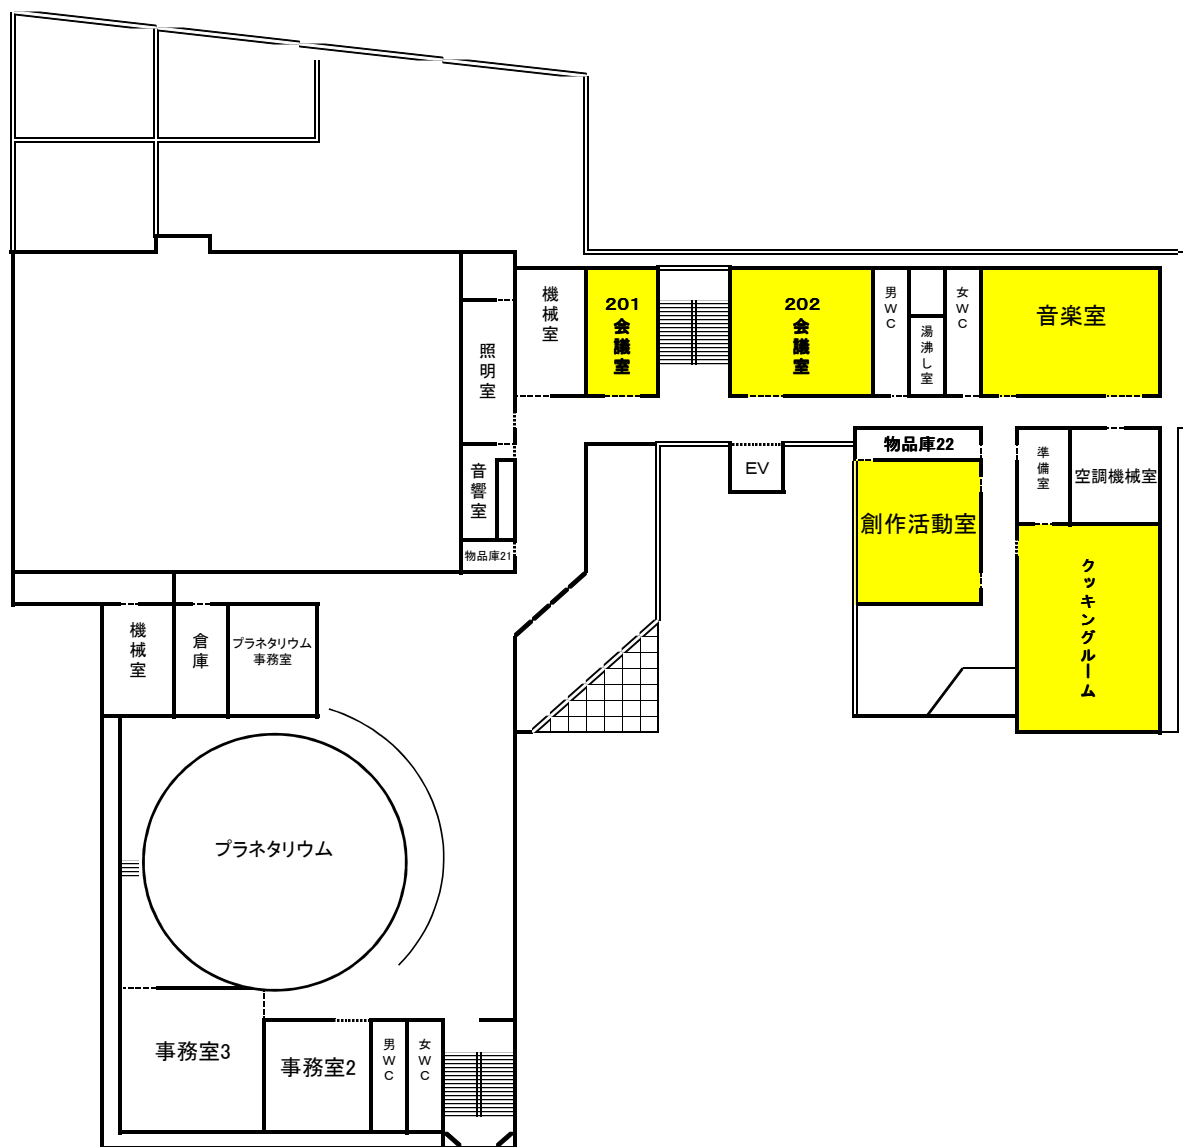 機械室
201
会議室
202
会議室
男WC
湯沸し室
女WC
音楽室
照明室
音響室
物品庫21
EV
物品庫22
創作活動室
準備室
空調機械室
クッキングルーム
機械室
倉庫
プラネタリウム
事務室
プラネタリウム
事務室3
事務室2
男WC
女WC